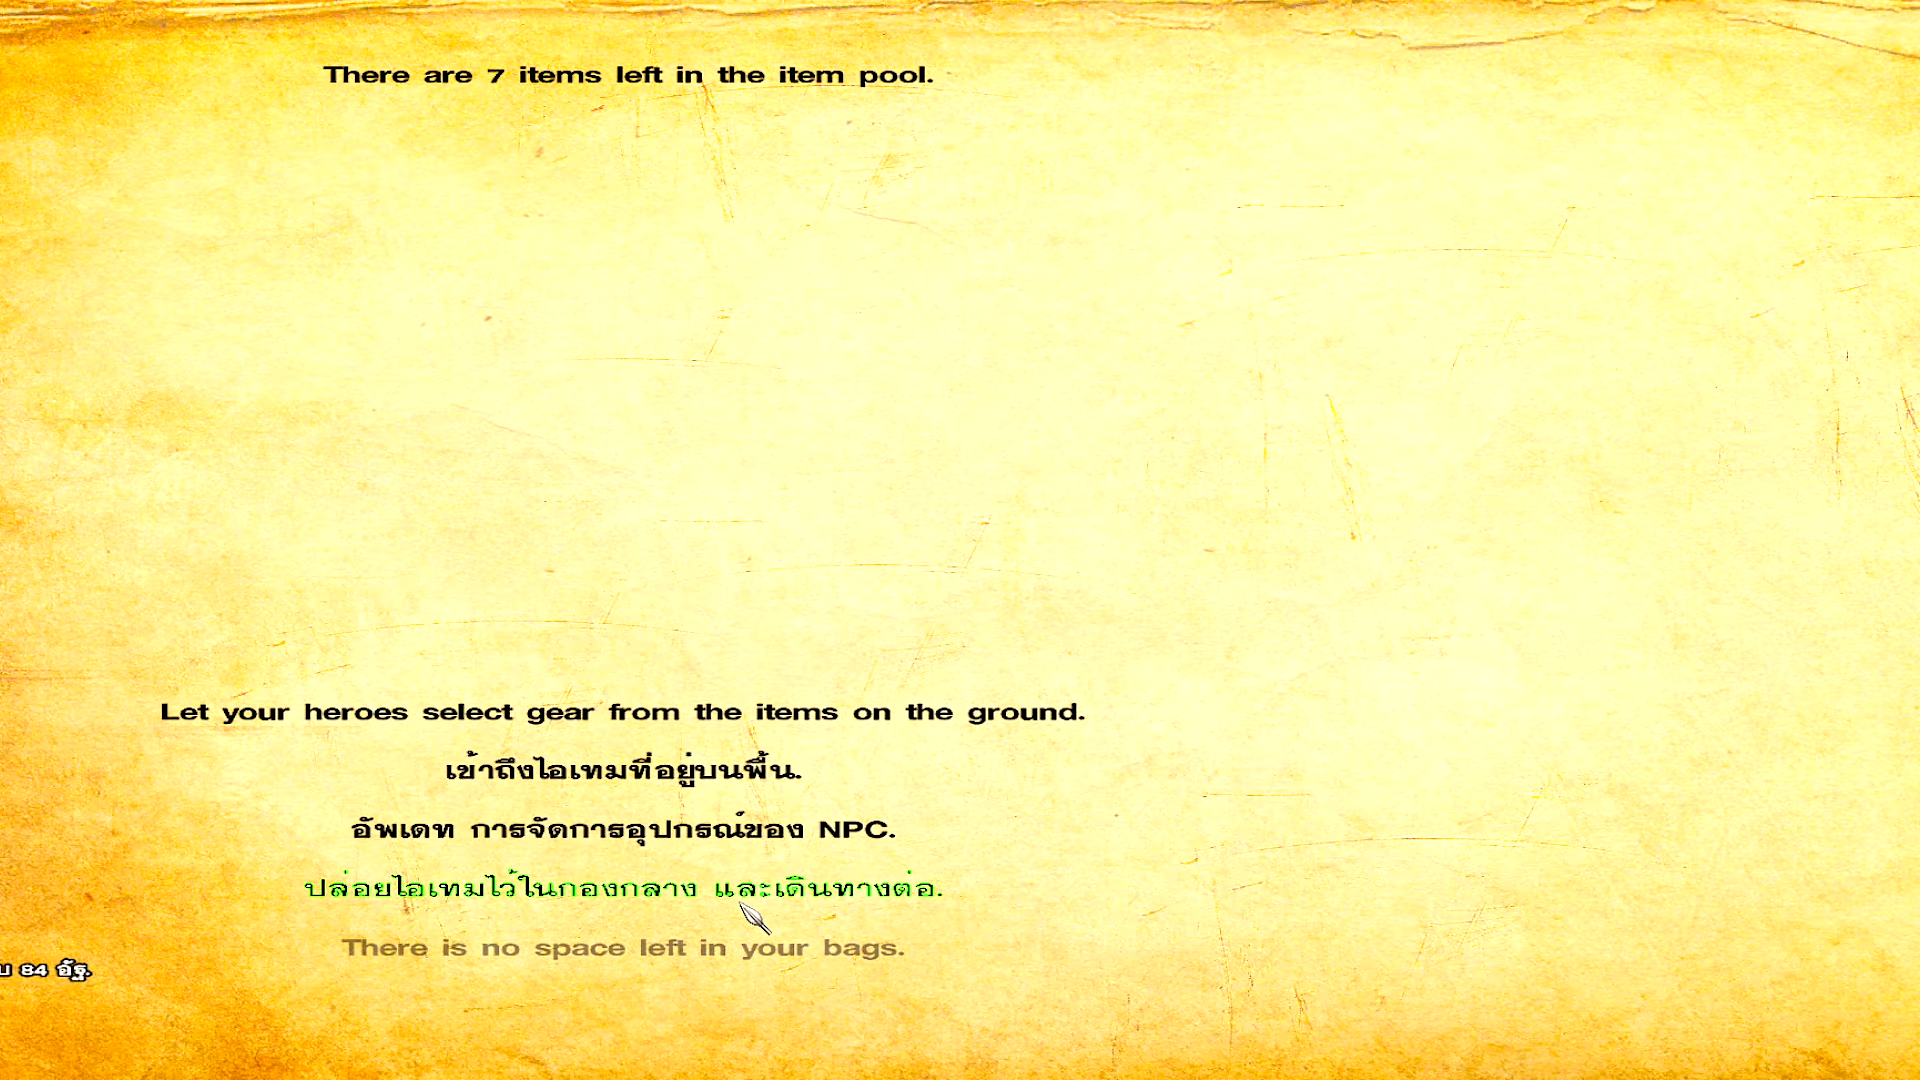 There are 7 items left in the item pool.
Let your heroes select gear from the items on the ground.
เข้าถึงไอเทมที่อยู่บนพื้น.
อัพเดท การจัดการอุปกรณ์ของ NPC.
ปล่อยไอเทมไว้ในกองกลาง และเดินทางต่อ.
There is no space left in your bags.
84 อัฐ.